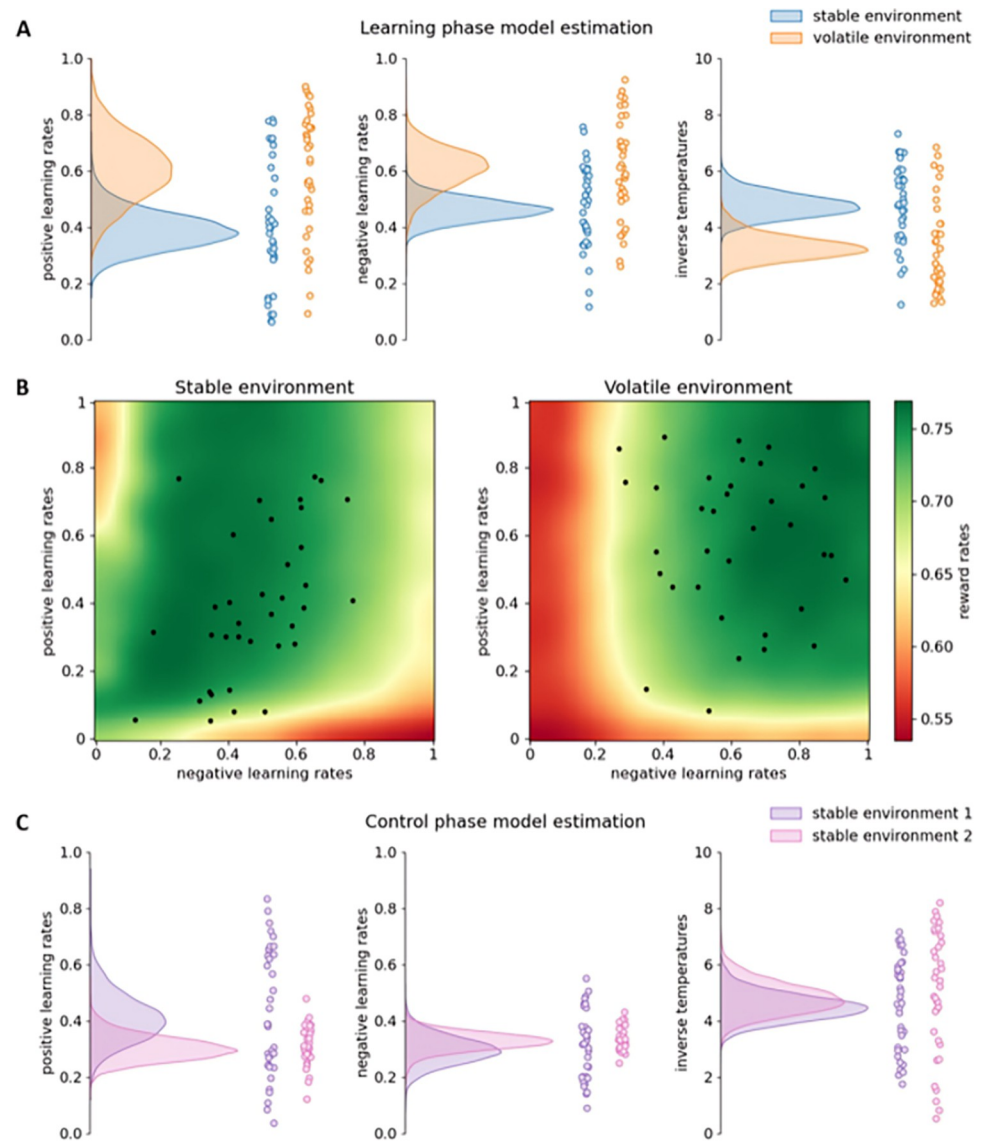 A
Learning phase model estimation
stable environment
volatile environment
positive learning rates
1.0
0.8
0.6
0.4
0.2
0.0
negative learning rates
1.0
0.8
0.6
0.4
0.2
0.0
inverse temperatures
10
8
6
4
2
0
B
Stable environment
positive learning rates
1
0.8
0.6
0.4
0.2
0
0
0.2
0.4
0.6
0.8
1
negative learning rates
Volatile environment
positive learning rates
1
0.8
0.6
0.4
0.2
0
0
0.2
0.4
0.6
0.8
1
negative learning rates
0.75
0.70
0.65
0.60
0.55
reward rates
C
Control phase model estimation
stable environment 1
stable environment 2
positive learning rates
1.0
0.8
0.6
0.4
0.2
0.0
negative learning rates
1.0
0.8
0.6
0.4
0.2
0.0
inverse temperatures
10
8
6
4
2
0